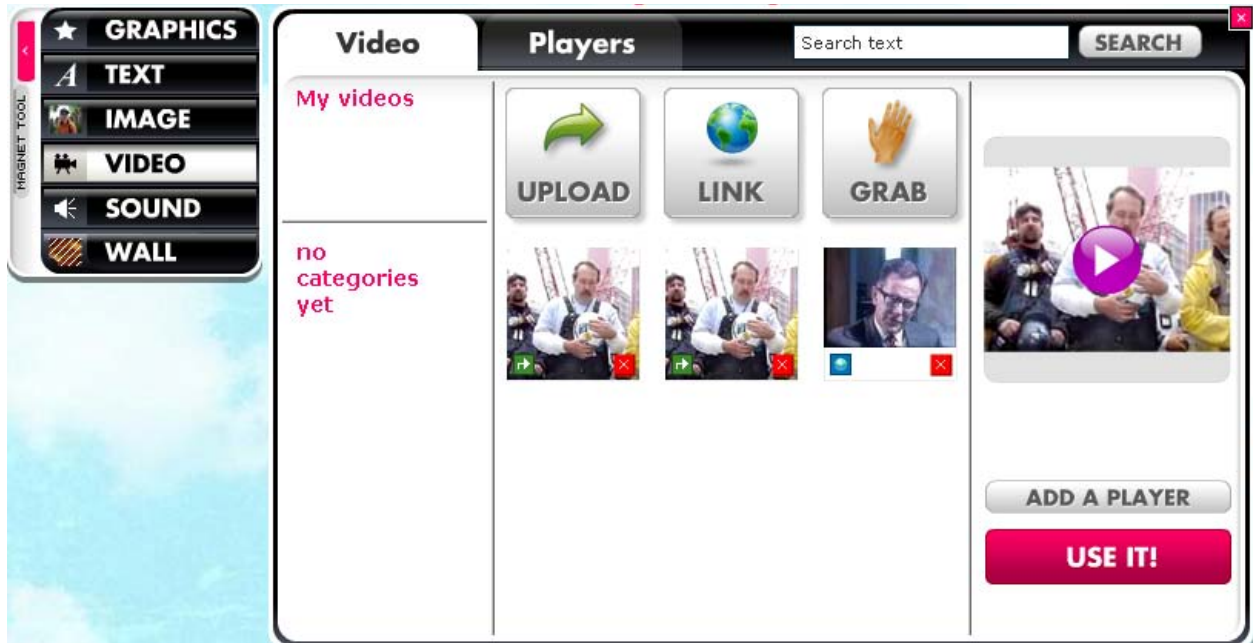 GRAPHICS
TEXT
IMAGE
VIDEO
SOUND
WALL
MAGNET TOOL
Video
Players
Search text
SEARCH
My videos
no
categories
yet
UPLOAD
LINK
GRAB
ADD A PLAYER
USE IT!